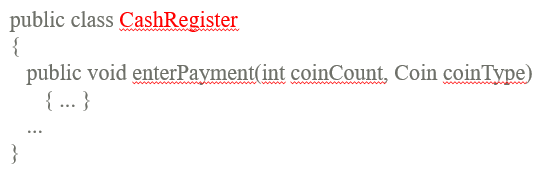 public class CashRegister
{
public void enterPayment(int coinCount, Coin coinType)
{ ... }
...
}